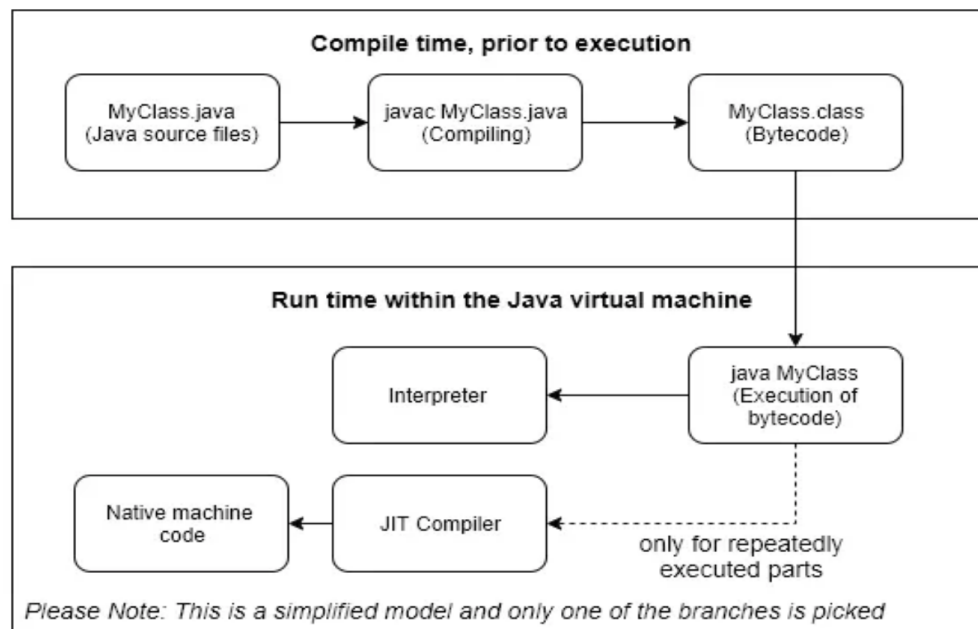 Compile time, prior to execution
MyClass.java
(Java source files)
javac MyClass.java
(Compiling)
MyClass.class
(Bytecode)
Run time within the Java virtual machine
Interpreter
java MyClass
(Execution of
bytecode)
Native machine
code
JIT Compiler
only for repeatedly
executed parts
Please Note: This is a simplified model and only one of the branches is picked